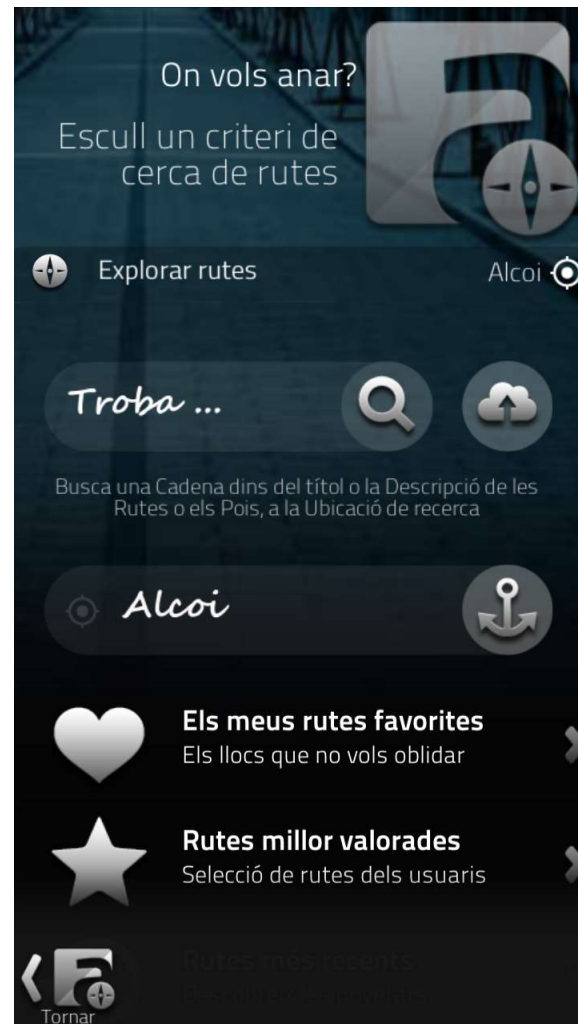 On vols anar?
Escull un criteri de
cerca de rutes
Explorar rutes
Alcoi
Troba ...
Busca una Cadena dins del títol o la Descripció de les
Rutes o els Pois, a la Ubicació de recerca
Alcoi
Els meus rutes favorites
Els llocs que no vols oblidar
Rutes millor valorades
Selecció de rutes dels usuaris
Rutes més recents
Tornar